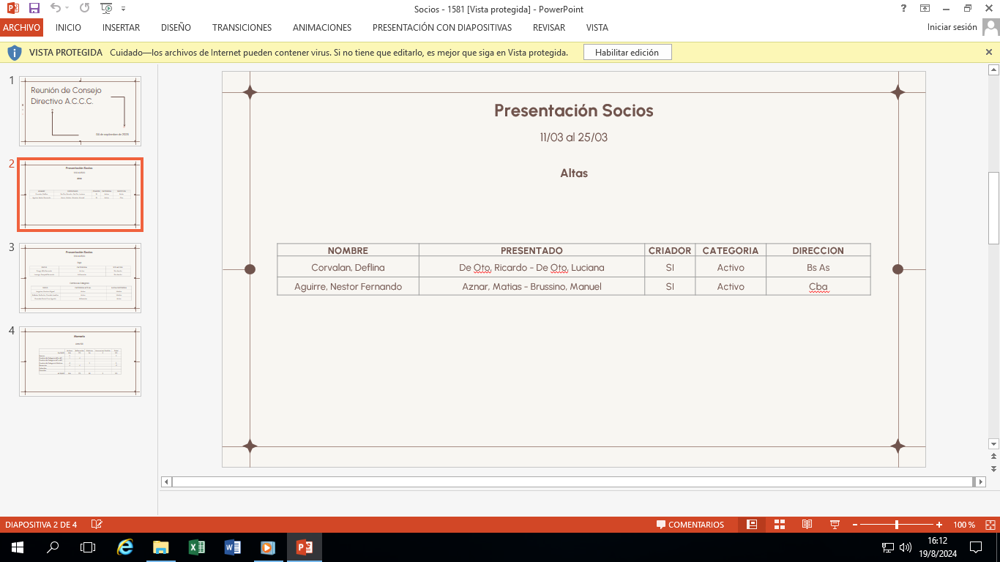 Socios - 1581 [Vista protegida] - PowerPoint
ARCHIVO INICIO INSERTAR DISEÑO TRANSICIONES ANIMACIONES PRESENTACIÓN CON DIAPOSITIVAS REVISAR VISTA Iniciar sesión
VISTA PROTEGIDA Cuidado—los archivos de Internet pueden contener virus. Si no tiene que editarlo, es mejor que siga en Vista protegida. Habilitar edición
1
Reunión de Consejo
Directivo A.C.C.C.
2
Presentación Socios
Altas
3
Presentación Socios
4
Presentación Socios
11/03 al 25/03
Altas
NOMBRE PRESENTADO CRIADOR CATEGORIA DIRECCION
Corvalan, Deflina De Oto, Ricardo - De Oto, Luciana SI Activo Bs As
Aguirre, Nestor Fernando Aznar, Matias - Brussino, Manuel SI Activo Cba
DIAPOSITIVA 2 DE 4 COMENTARIOS 100 %
16:12
19/8/2024